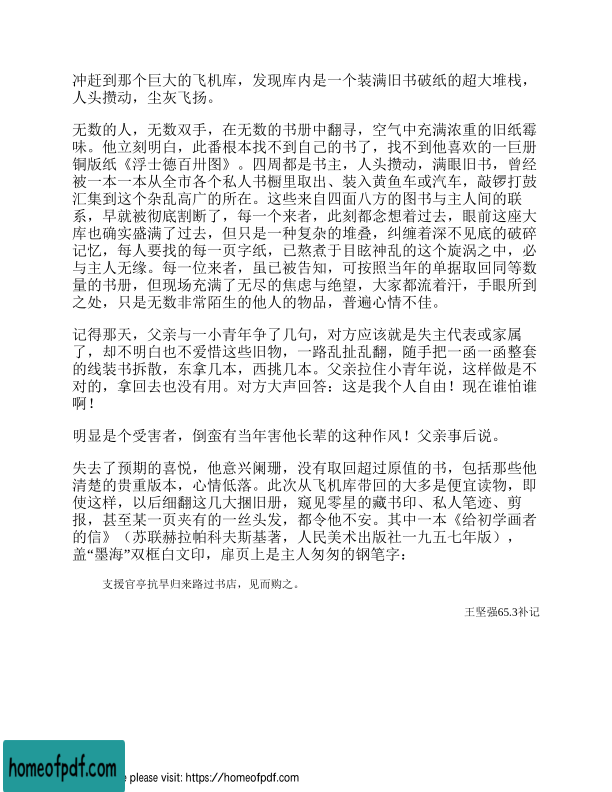 冲赶到那个巨大的飞机库，发现库内是一个装满旧书破纸的超大堆栈，
人头攒动，尘灰飞扬。
无数的人，无数双手，在无数的书册中翻寻，空气中充满浓重的旧纸霉
味。他立刻明白，此番根本找不到自己的书了，找不到他喜欢的一巨册
铜版纸《浮士德百卅图》。四周都是书主，人头攒动，满眼旧书，曾经
被一本一本从全市各个私人书橱里取出、装入黄鱼车或汽车，敲锣打鼓
汇集到这个杂乱高广的所在。这些来自四面八方的图书与主人间的联
系，早就被彻底割断了，每一个来者，此刻都念想着过去，眼前这座大
库也确实盛满了过去，但只是一种复杂的堆叠，纠缠着深不见底的破碎
记忆，每人要找的每一页字纸，已熬煮于目眩神乱的这个旋涡之中，必
与主人无缘。每一位来者，虽已被告知，可按照当年的单据取回同等数
量的书册，但现场充满了无尽的焦虑与绝望，大家都流着汗，手眼所到
之处，只是无数非常陌生的他人的物品，普遍心情不佳。
记得那天，父亲与一小青年争了几句，对方应该就是失主代表或家属
了，却不明白也不爱惜这些旧物，一路乱扯乱翻，随手把一函一函整套
的线装书拆散，东拿几本，西挑几本。父亲拉住小青年说，这样做是不
对的，拿回去也没有用。对方大声回答：这是我个人自由！现在谁怕谁
啊！
明显是个受害者，倒蛮有当年害他长辈的这种作风！父亲事后说。
失去了预期的喜悦，他意兴阑珊，没有取回超过原值的书，包括那些他
清楚的贵重版本，心情低落。此次从飞机库带回的大多是便宜读物，即
使这样，以后细翻这几大捆旧册，窥见零星的藏书印、私人笔迹、剪
报，甚至某一页夹有的一丝头发，都令他不安。其中一本《给初学画者
的信》（苏联赫拉帕科夫斯基著，人民美术出版社一九五七年版），
盖“墨海”双框白文印，扉页上是主人匆匆的钢笔字：
支援官亭抗旱归来路过书店，见而购之。
王坚强65.3补记
homeofpdf.com
e please visit: https://homeofpdf.com